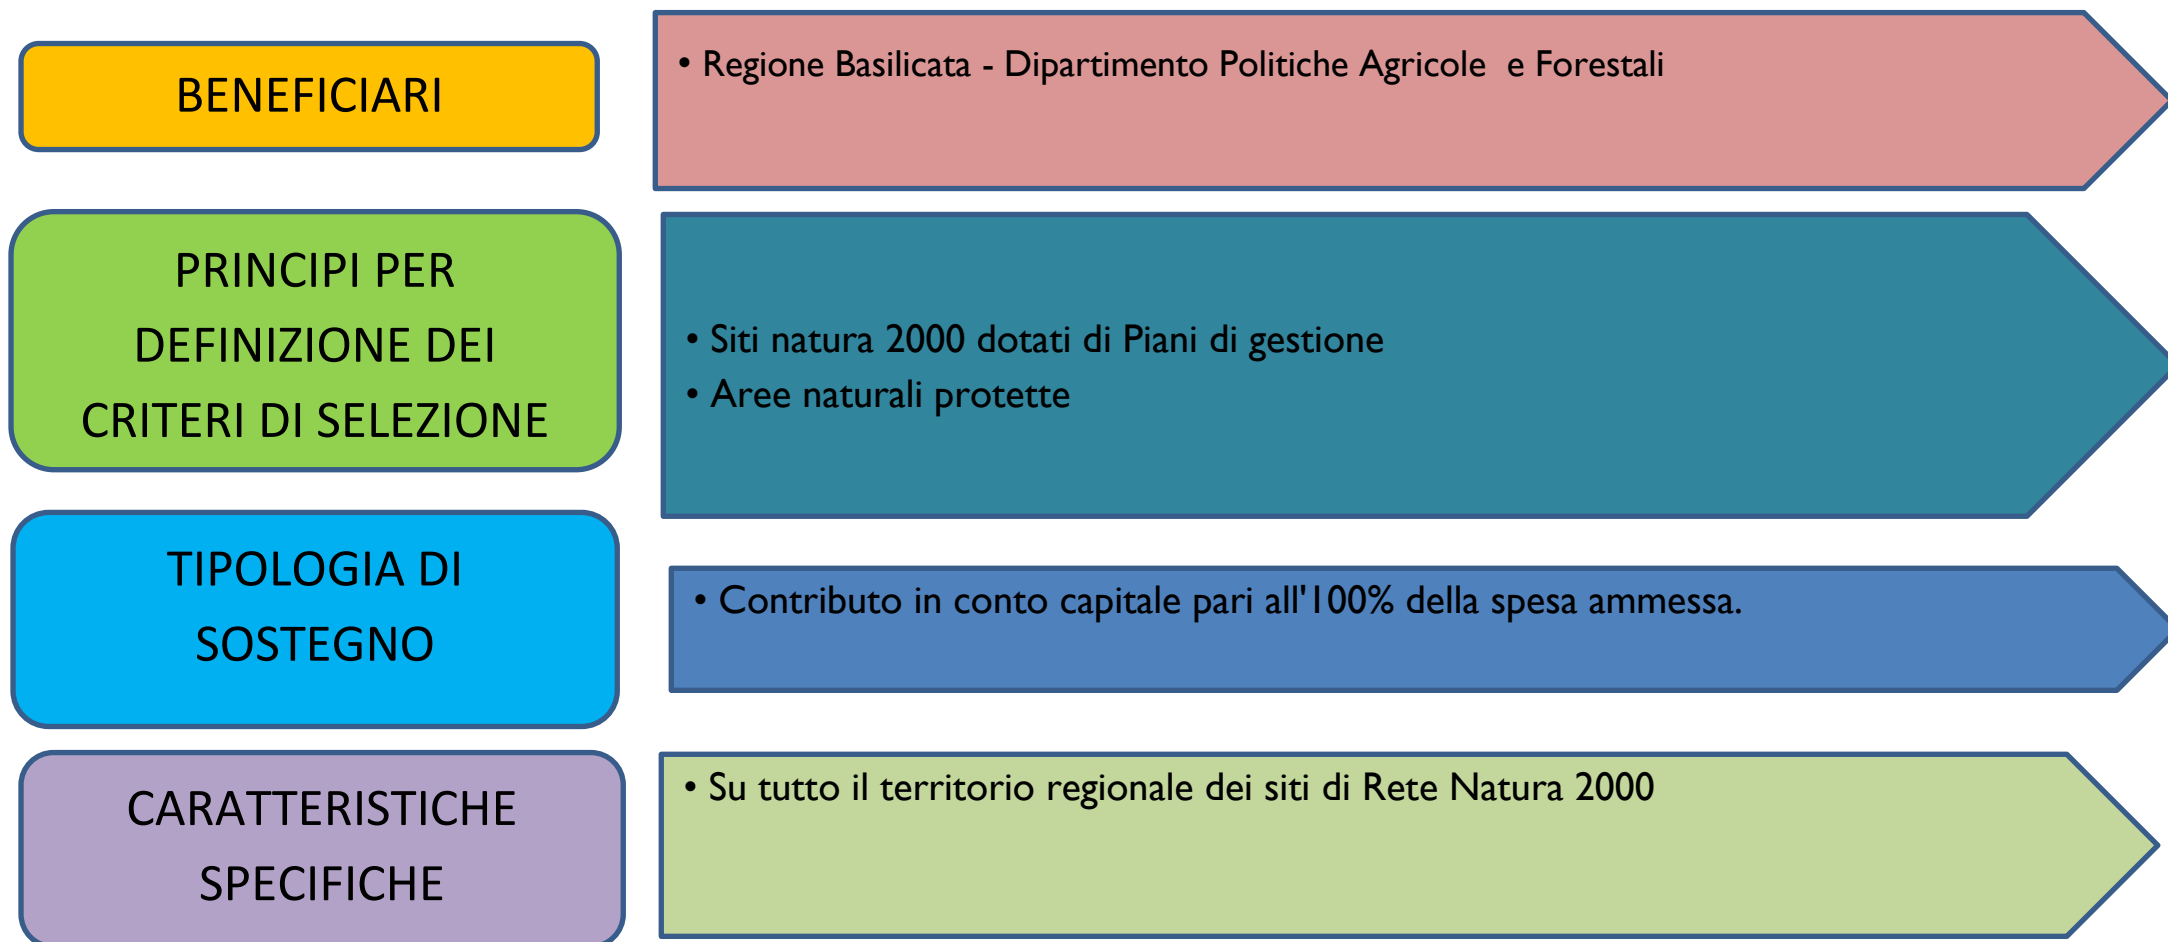 BENEFICIARI
• Regione Basilicata - Dipartimento Politiche Agricole e Forestali
PRINCIPI PER
DEFINIZIONE DEI
CRITERI DI SELEZIONE
• Siti natura 2000 dotati di Piani di gestione
• Aree naturali protette
TIPOLOGIA DI
SOSTEGNO
• Contributo in conto capitale pari all'100% della spesa ammessa.
CARATTERISTICHE
SPECIFICHE
• Su tutto il territorio regionale dei siti di Rete Natura 2000